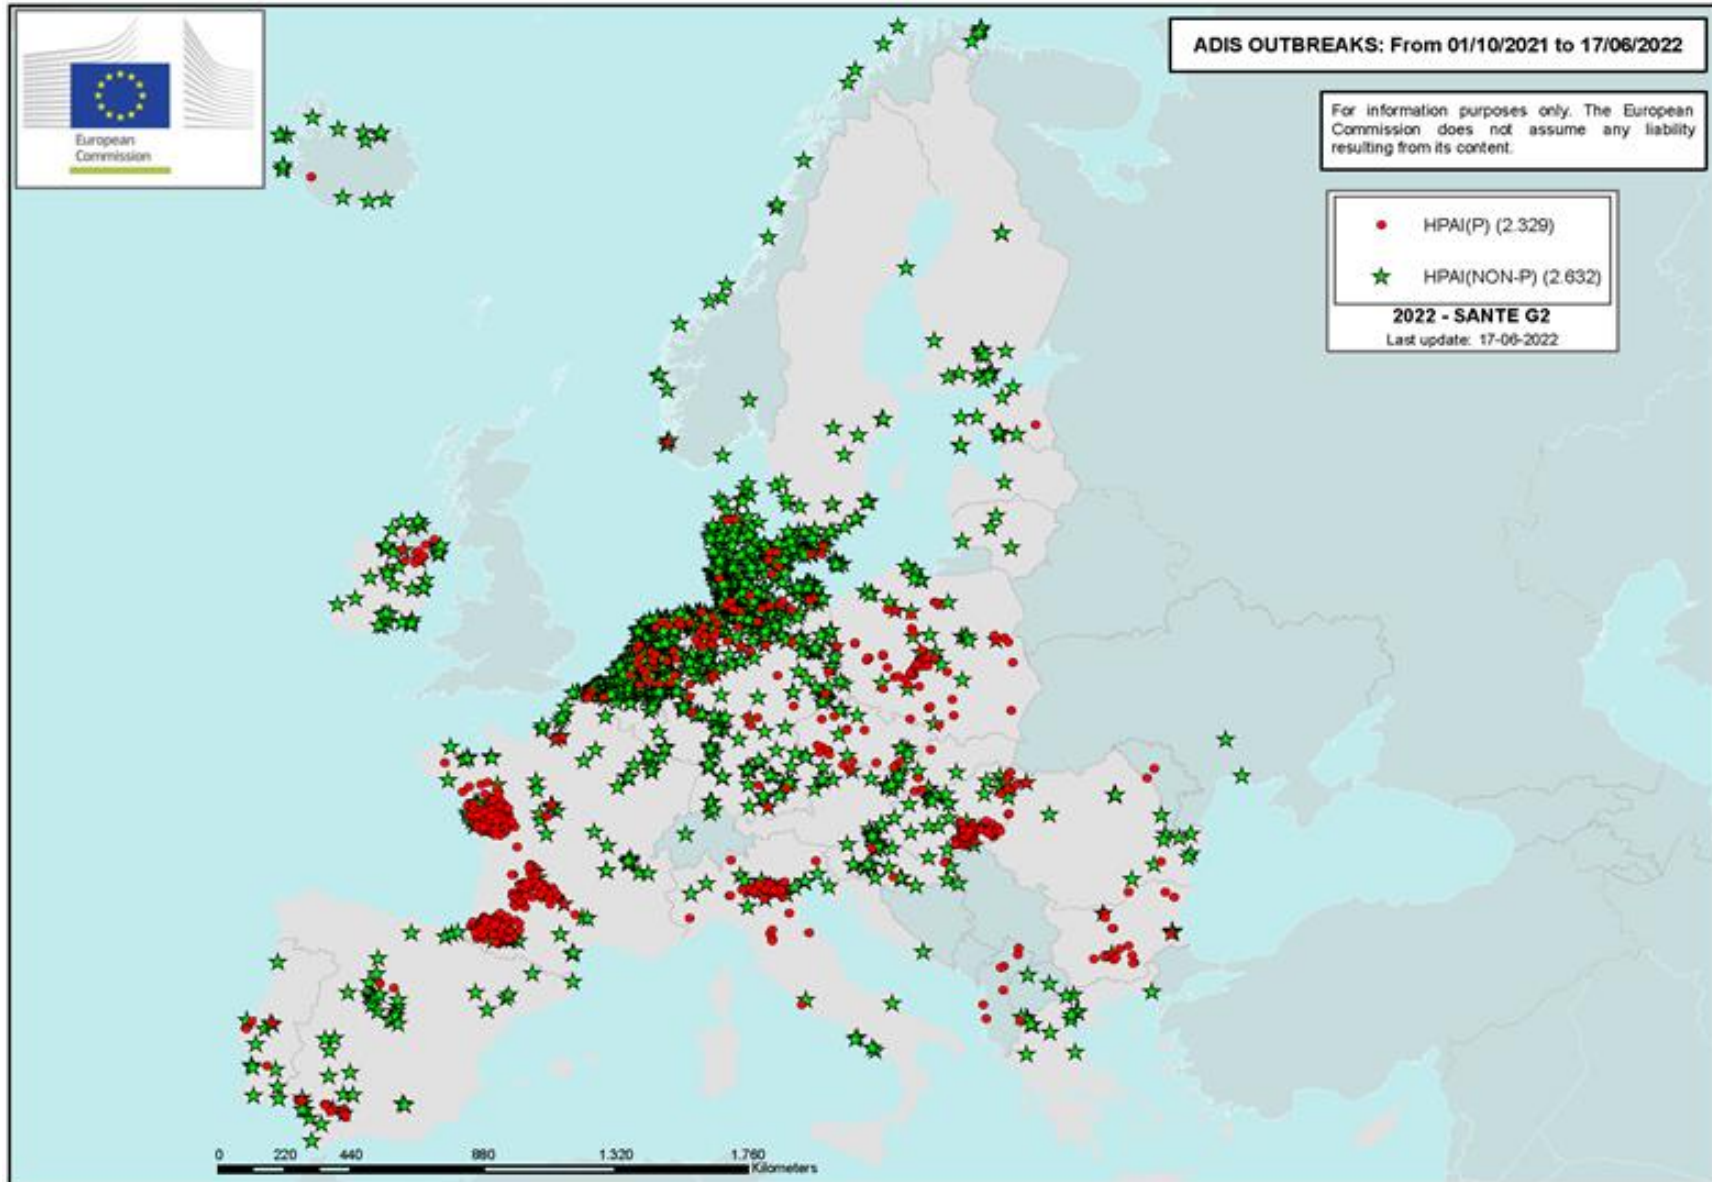 European
Commission
ADIS OUTBREAKS: From 01/10/2021 to 17/06/2022
For information purposes only. The European
Commission does not assume any liability
resulting from its content.
HPAI(P) (2.329)
HPAI(NON-P) (2.632)
2022 - SANTE G2
Last update: 17-06-2022
0 220 440 880 1.320 1.760
Kilometers